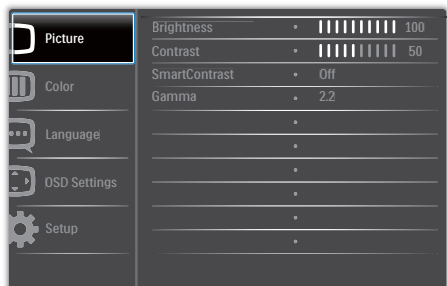 Picture
Color
Language
OSD Settings
Setup
Brightness • 100
Contrast • 50
SmartContrast • Off
Gamma • 2.2
•
•
•
•
•
•